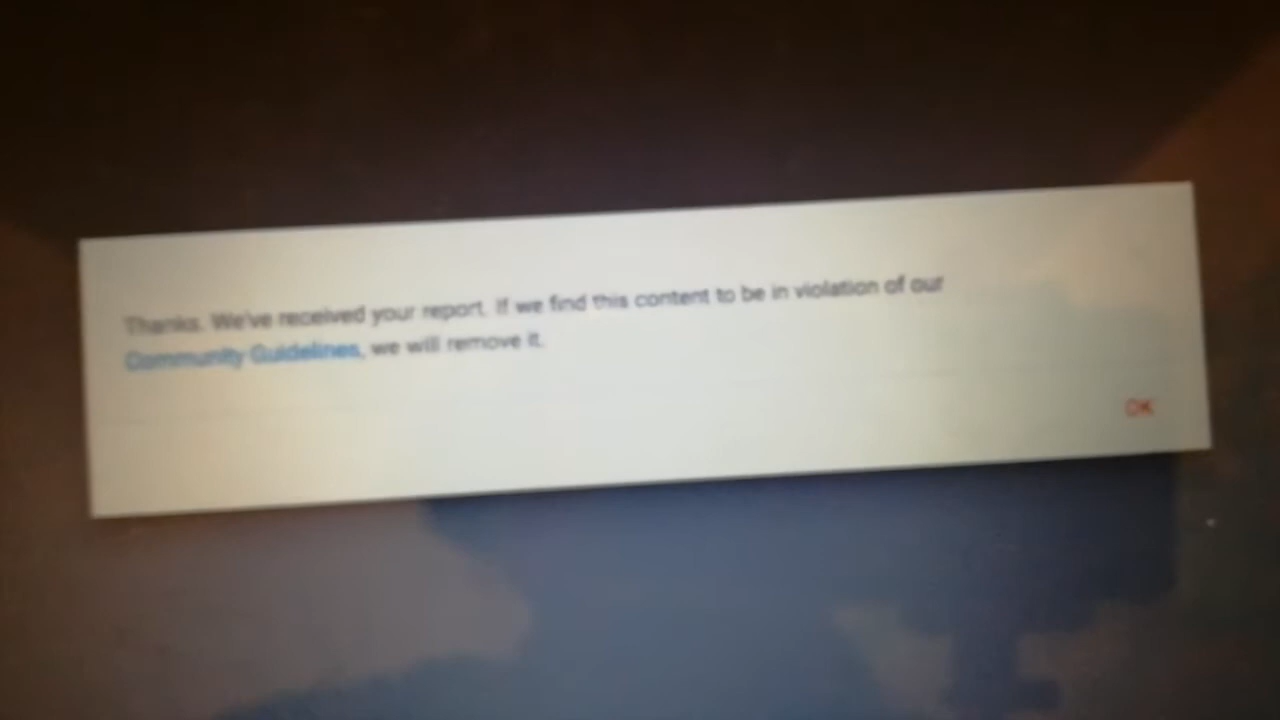 Thanks. We've received your report. If we find this content to be in violation of our
Community Guidelines, we will remove it.
OK